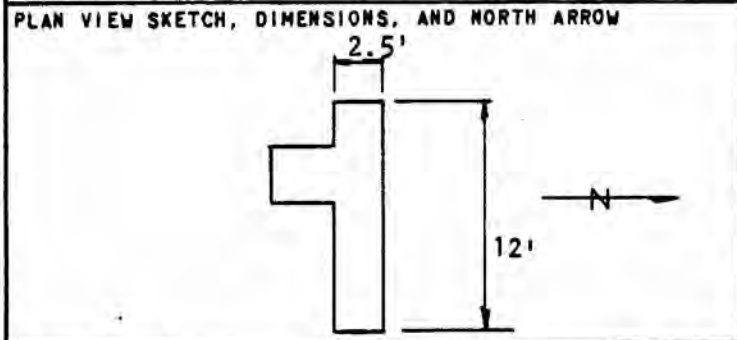 PLAN VIEW SKETCH, DIMENSIONS, AND NORTH ARROW
2.5'
N
12'